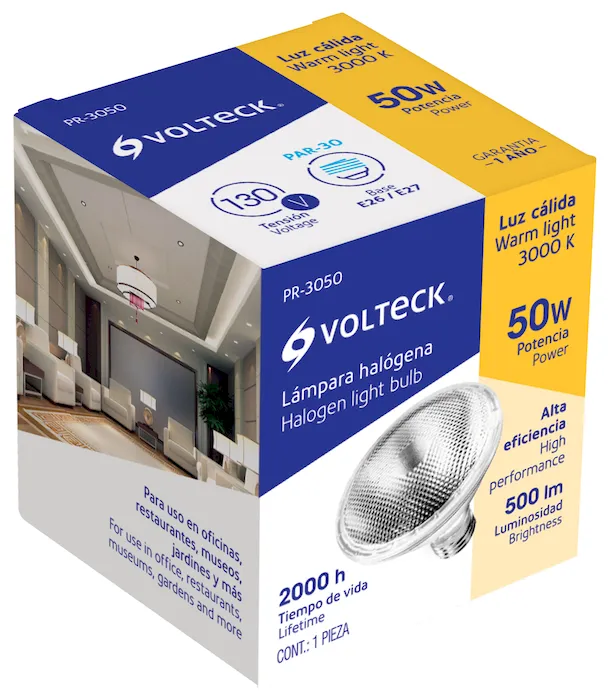 PR-3050
VOLTECK®
Luz cálida
Warm light
3000 K
50W
Potencia
Power
GARANTIA
~1 AÑO~
PAR-30
130
V
Tensión
Voltage
Base
E26 / E27
PR-3050
VOLTECK®
Lámpara halógena
Halogen light bulb
Luz cálida
Warm light
3000 K
50W
Potencia
Power
Alta
eficiencia
High
performance
500 lm
Luminosidad
Brightness
2000 h
Tiempo de vida
Lifetime
CONT.: 1 PIEZA
Para uso en oficinas,
restaurantes, museos,
jardines y más
For use in office, restaurants,
museums, gardens and more